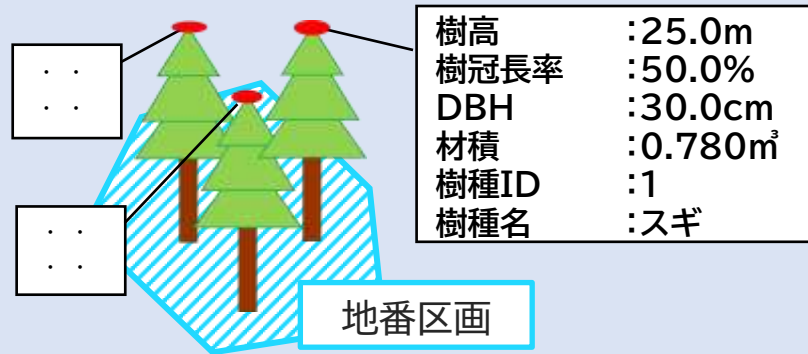 樹高 :25.0m
樹冠長率 :50.0%
DBH :30.0cm
材積 :0.780㎥
樹種ID :1
樹種名 :スギ
・ ・
・ ・
・ ・
・ ・
地番区画